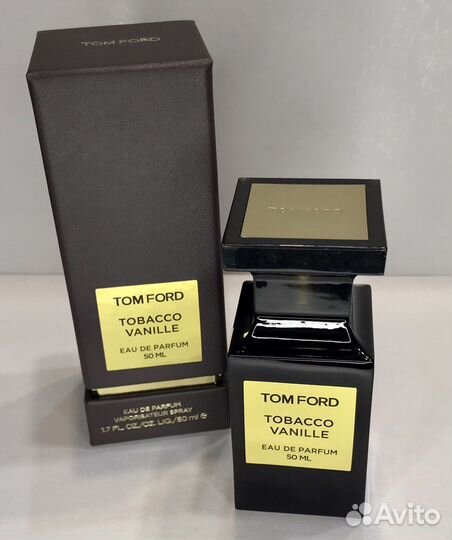 TOM FORD
TOM FORD
TOBACCO
VANILLE
EAU DE PARFUM
50 ML
EAU DE PARFUM
VAPORISATEUR SPRAY
1.7 FL. OZ./OZ. LIQ./50 ml ℮
TOM FORD
TOM FORD
TOBACCO
VANILLE
EAU DE PARFUM
50 ML
Avito